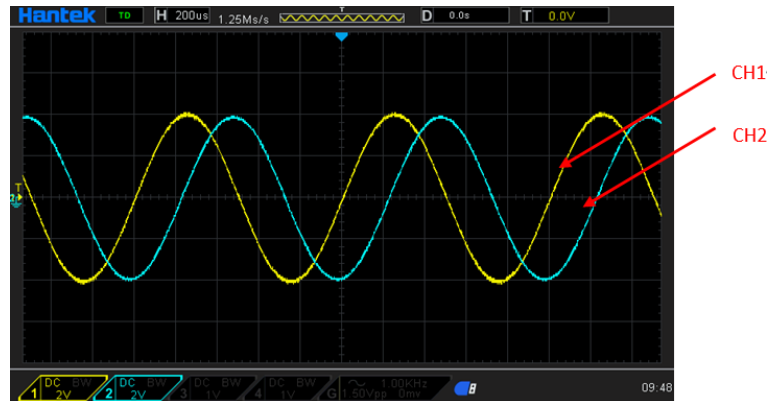 Hantek TD H 200us 1.25Ms/s T D 0.0s T 0.0V
CH1
CH2
T
2
1 DC BW 2V 2 DC BW 2V 3 DC BW 1V 4 DC BW 1V G 1.00KHz 1.50Vpp 0mv 09:48